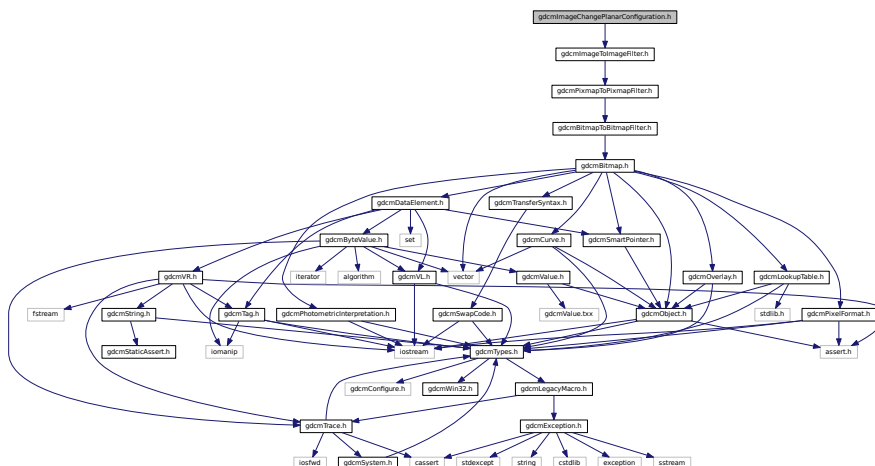 gdcmImageChangePlanarConfiguration.h
gdcmImageToImageFilter.h
gdcmPixmapToPixmapFilter.h
gdcmBitmapToBitmapFilter.h
gdcmBitmap.h
gdcmDataElement.h
gdcmTransferSyntax.h
gdcmByteValue.h
set
gdcmCurve.h
gdcmSmartPointer.h
gdcmVR.h
iterator
algorithm
gdcmVL.h
vector
gdcmValue.h
gdcmOverlay.h
gdcmLookupTable.h
fstream
gdcmString.h
gdcmTag.h
gdcmPhotometricInterpretation.h
gdcmSwapCode.h
gdcmValue.txx
gdcmObject.h
stdlib.h
gdcmPixelFormat.h
gdcmStaticAssert.h
iomanip
iostream
gdcmTypes.h
assert.h
gdcmConfigure.h
gdcmWin32.h
gdcmLegacyMacro.h
gdcmTrace.h
gdcmException.h
iosfwd
gdcmSystem.h
cassert
stdexcept
string
cstdlib
exception
sstream